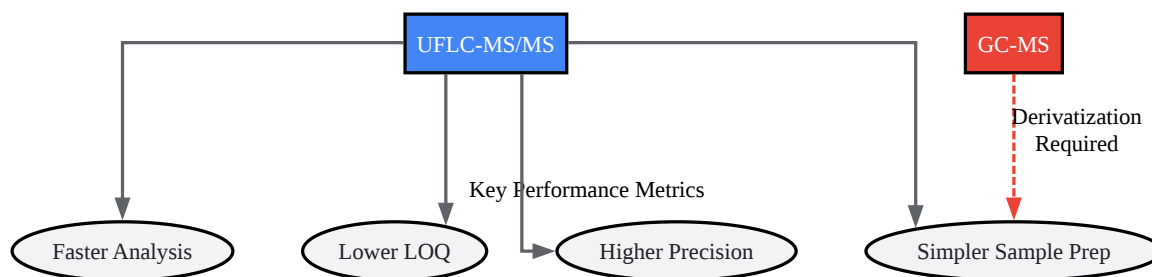 UFLC-MS/MS
GC-MS
Derivatization
Required
Key Performance Metrics
Faster Analysis
Lower LOQ
Higher Precision
Simpler Sample Prep